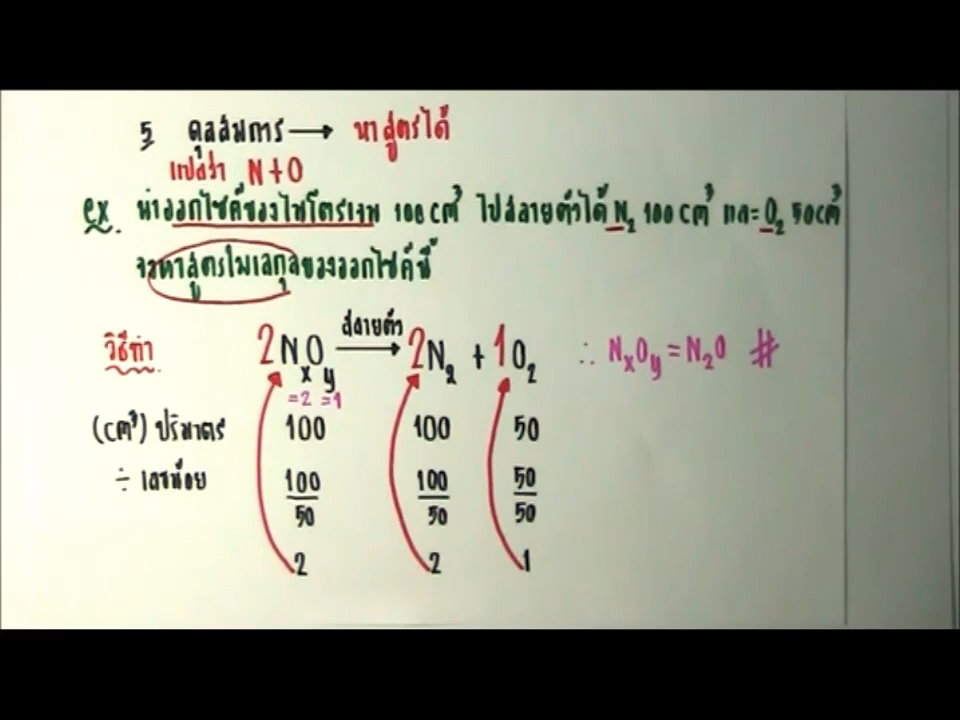 5 ดุลสมการ → หาสูตรได้
แปลว่า N+O
ex. นำออกไซด์ของไนโตรเจน 100 cm³ ไปสลายตัวได้ N₂ 100 cm³ และ O₂ 50 cm³
จงหาสูตรโมเลกุลของออกไซด์นี้
วิธีทำ 2NxOy สลายตัว → 2N₂ + 1O₂ ∴ NxOy = N₂O #
=2 =1
(cm³) ปริมาตร 100 100 50
÷ เลขน้อย 100/50 100/50 50/50
2 2 1